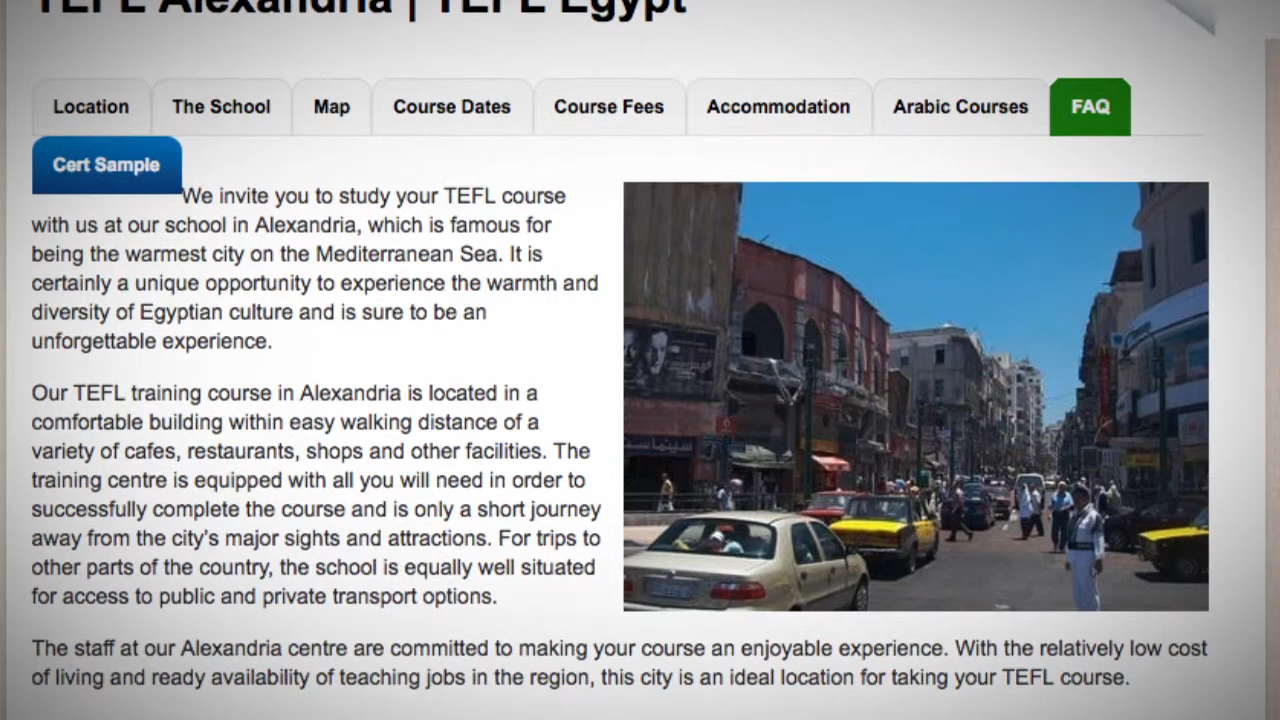 TEFL Alexandria | TEFL Egypt
Location The School Map Course Dates Course Fees Accommodation Arabic Courses FAQ
Cert Sample
We invite you to study your TEFL course
with us at our school in Alexandria, which is famous for
being the warmest city on the Mediterranean Sea. It is
certainly a unique opportunity to experience the warmth and
diversity of Egyptian culture and is sure to be an
unforgettable experience.
Our TEFL training course in Alexandria is located in a
comfortable building within easy walking distance of a
variety of cafes, restaurants, shops and other facilities. The
training centre is equipped with all you will need in order to
successfully complete the course and is only a short journey
away from the city's major sights and attractions. For trips to
other parts of the country, the school is equally well situated
for access to public and private transport options.
The staff at our Alexandria centre are committed to making your course an enjoyable experience. With the relatively low cost
of living and ready availability of teaching jobs in the region, this city is an ideal location for taking your TEFL course.